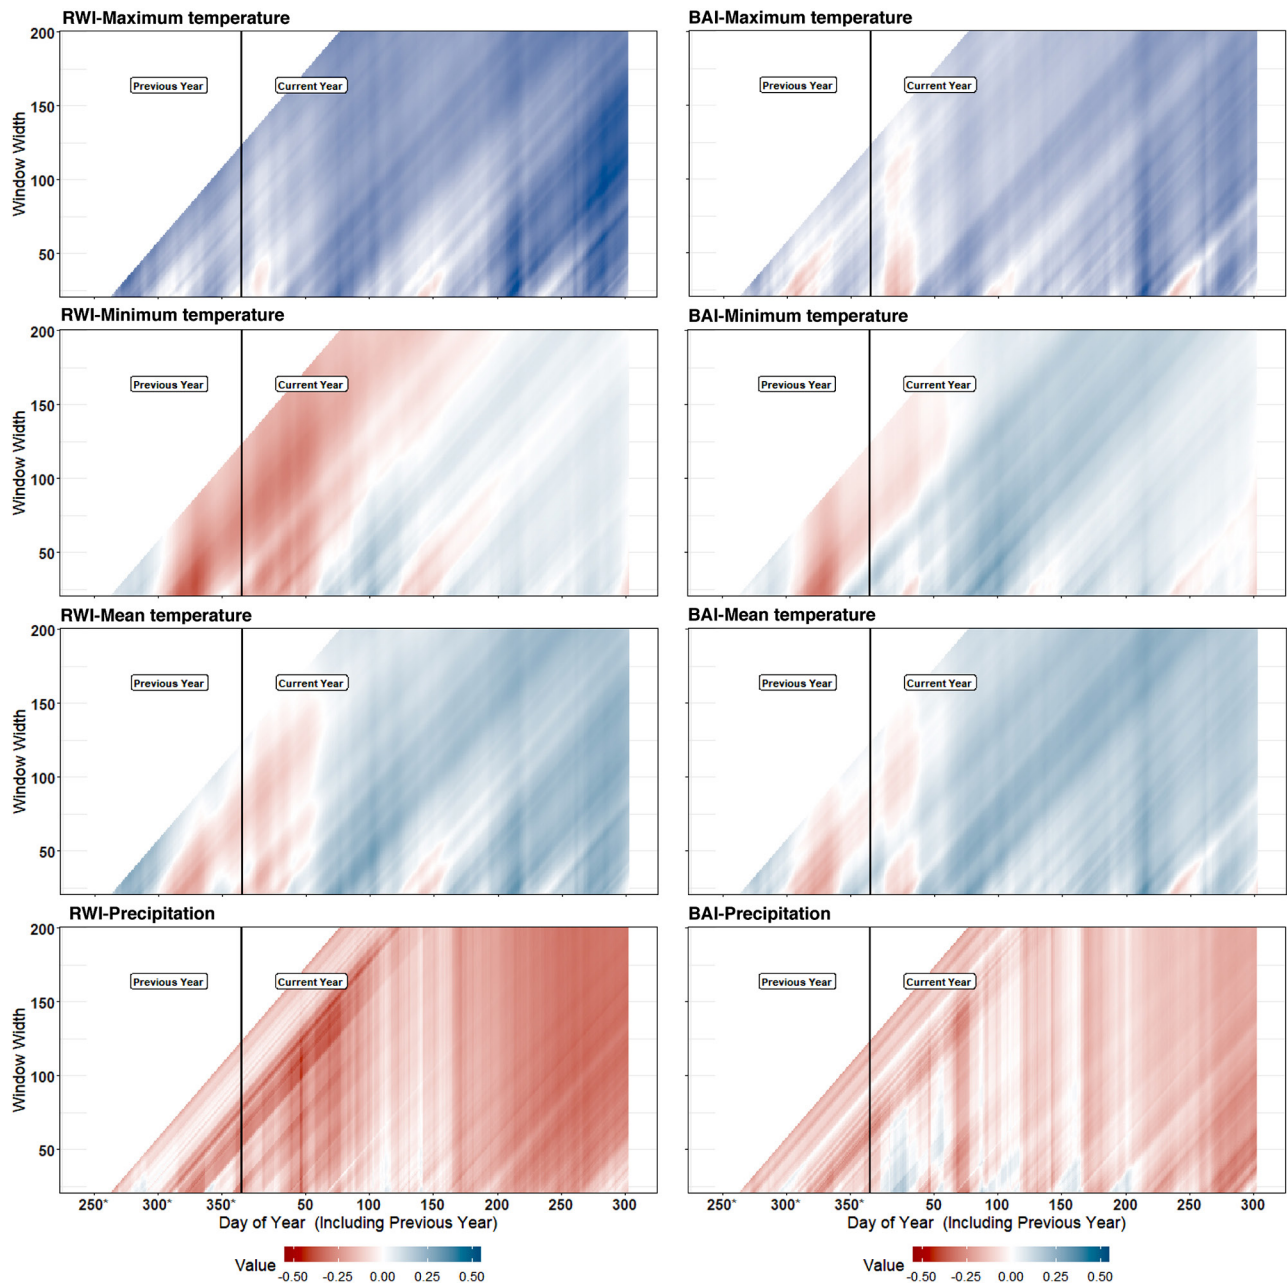 RWI-Maximum temperature
BAI-Maximum temperature
200
150
100
50
Window Width
Previous Year
Current Year
Previous Year
Current Year
RWI-Minimum temperature
BAI-Minimum temperature
200
150
100
50
Window Width
Previous Year
Current Year
Previous Year
Current Year
RWI-Mean temperature
BAI-Mean temperature
200
150
100
50
Window Width
Previous Year
Current Year
Previous Year
Current Year
RWI-Precipitation
BAI-Precipitation
200
150
100
50
Window Width
Previous Year
Current Year
Previous Year
Current Year
250* 300* 350* 50 100 150 200 250 300
250* 300* 350* 50 100 150 200 250 300
Day of Year (Including Previous Year)
Day of Year (Including Previous Year)
Value
-0.50 -0.25 0.00 0.25 0.50
Value
-0.50 -0.25 0.00 0.25 0.50